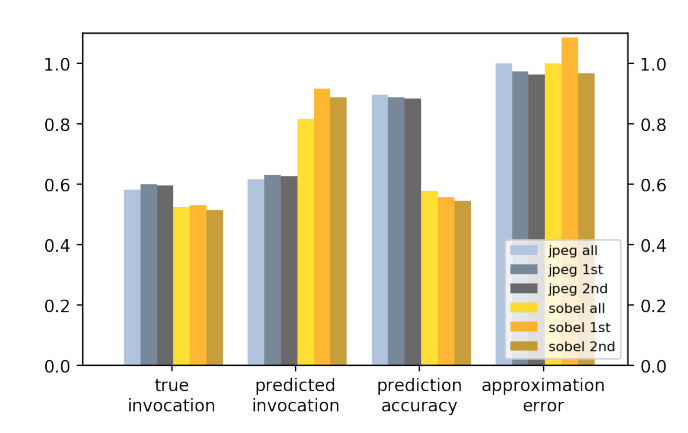 1.0
0.8
0.6
0.4
0.2
0.0
1.0
0.8
0.6
0.4
0.2
0.0
jpeg all
jpeg 1st
jpeg 2nd
sobel all
sobel 1st
sobel 2nd
true
invocation
predicted
invocation
prediction
accuracy
approximation
error